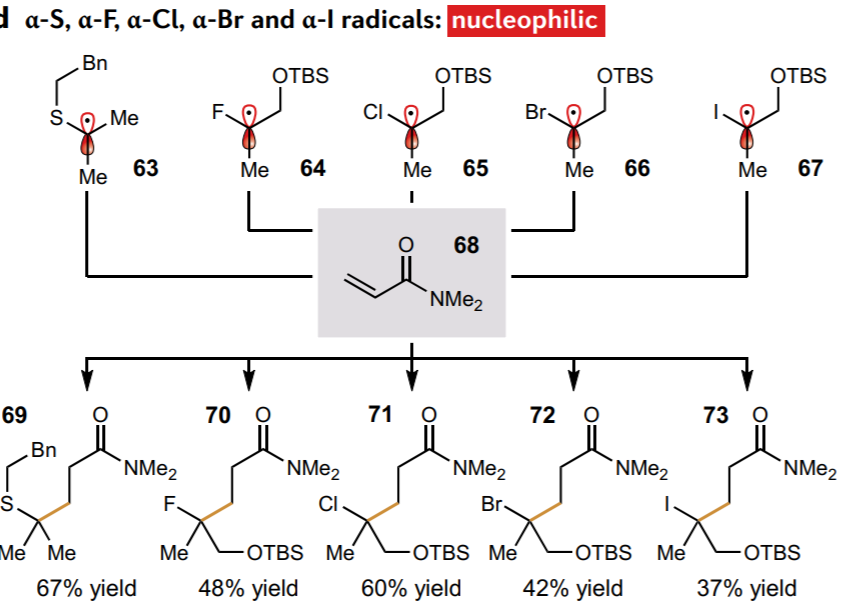 d α-S, α-F, α-Cl, α-Br and α-I radicals: nucleophilic
Bn OTBS OTBS OTBS OTBS
S Me F Cl Br I
Me 63 Me 64 Me 65 Me 66 Me 67
O 68
NMe2
69 O 70 O 71 O 72 O 73 O
Bn NMe2 NMe2 NMe2 NMe2 NMe2
S F Cl Br I
Me Me Me OTBS Me OTBS Me OTBS Me OTBS
67% yield 48% yield 60% yield 42% yield 37% yield